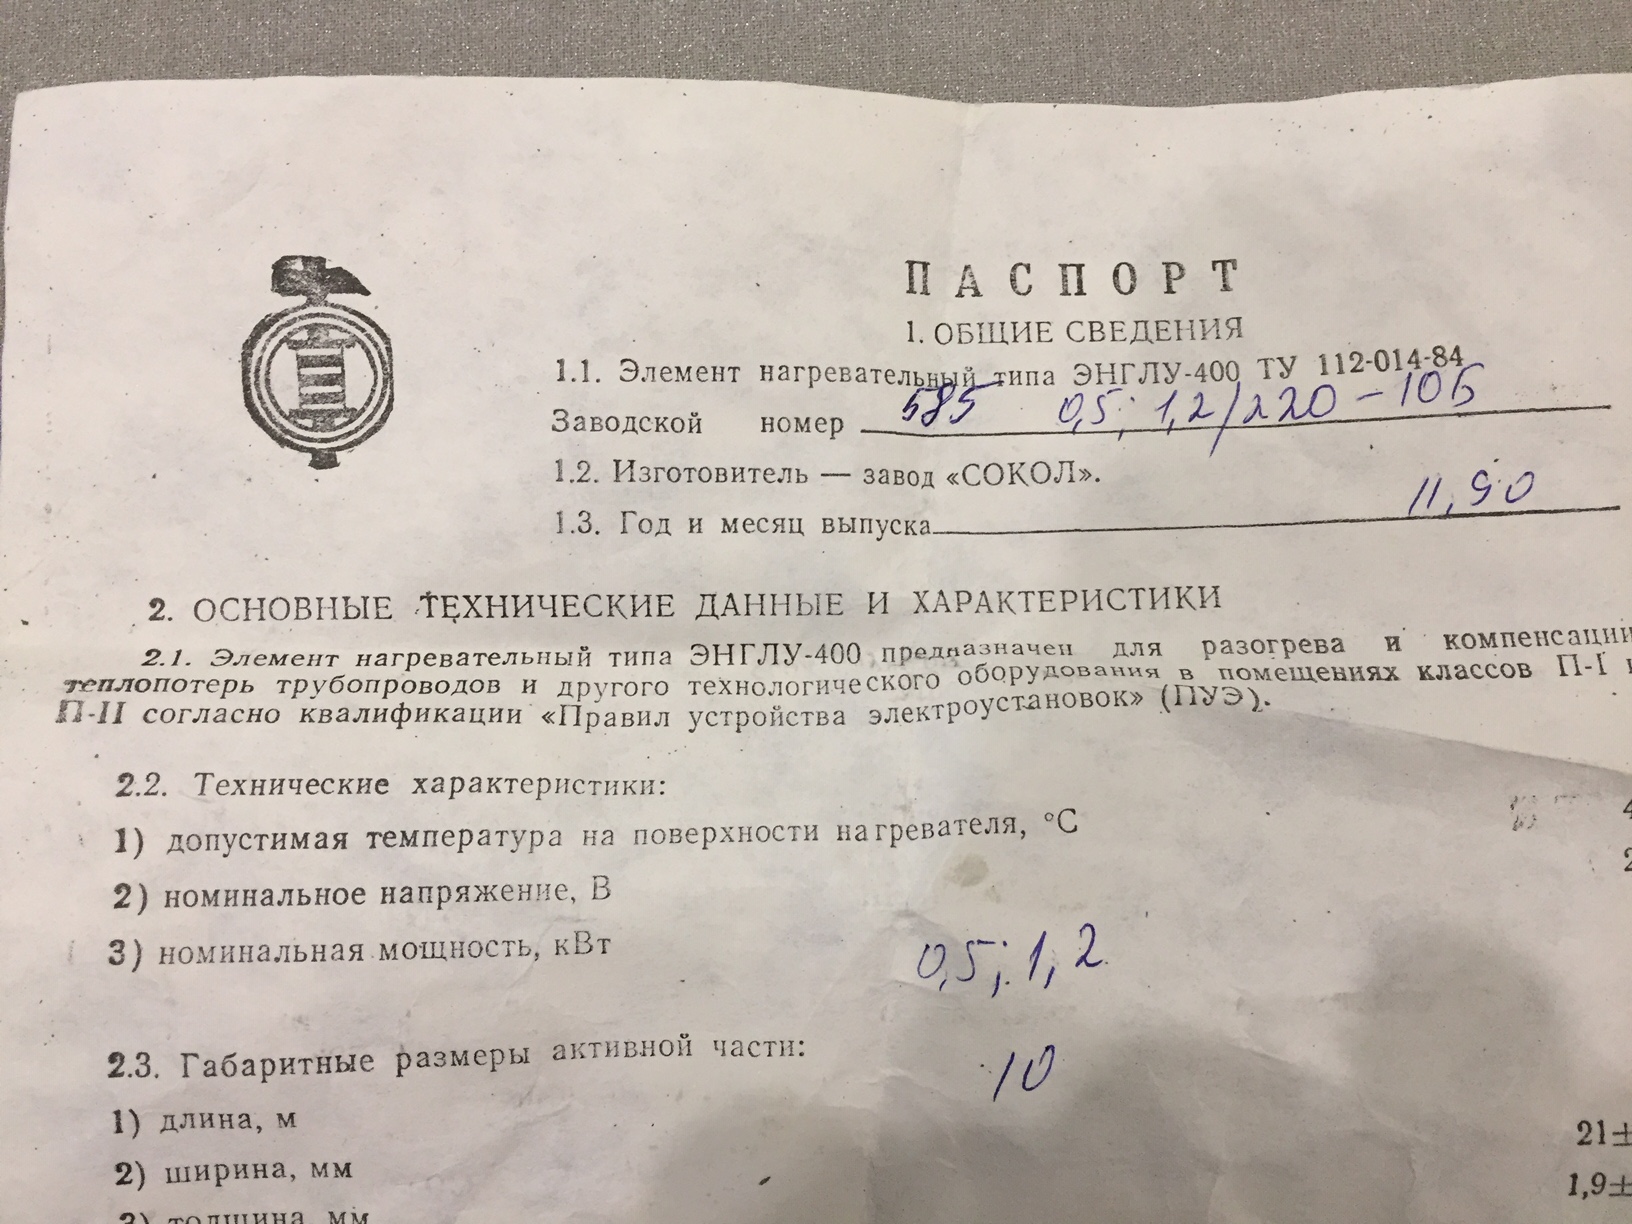 ПАСПОРТ
1. ОБЩИЕ СВЕДЕНИЯ
1.1. Элемент нагревательный типа ЭНГЛУ-400 ТУ 112-014-84
Заводской номер 585 0,5; 1,2/220-10Б
1.2. Изготовитель — завод «СОКОЛ».
1.3. Год и месяц выпуска 11,90
2. ОСНОВНЫЕ ТЕХНИЧЕСКИЕ ДАННЫЕ И ХАРАКТЕРИСТИКИ
2.1. Элемент нагревательный типа ЭНГЛУ-400 предназначен для разогрева и компенсации
теплопотерь трубопроводов и другого технологического оборудования в помещениях классов П-I и
П-II согласно квалификации «Правил устройства электроустановок» (ПУЭ).
2.2. Технические характеристики:
1) допустимая температура на поверхности нагревателя, °С 4
2) номинальное напряжение, В 2
3) номинальная мощность, кВт 0,5; 1,2
2.3. Габаритные размеры активной части:
1) длина, м 10
2) ширина, мм 21±
3) толщина, мм 1,9±